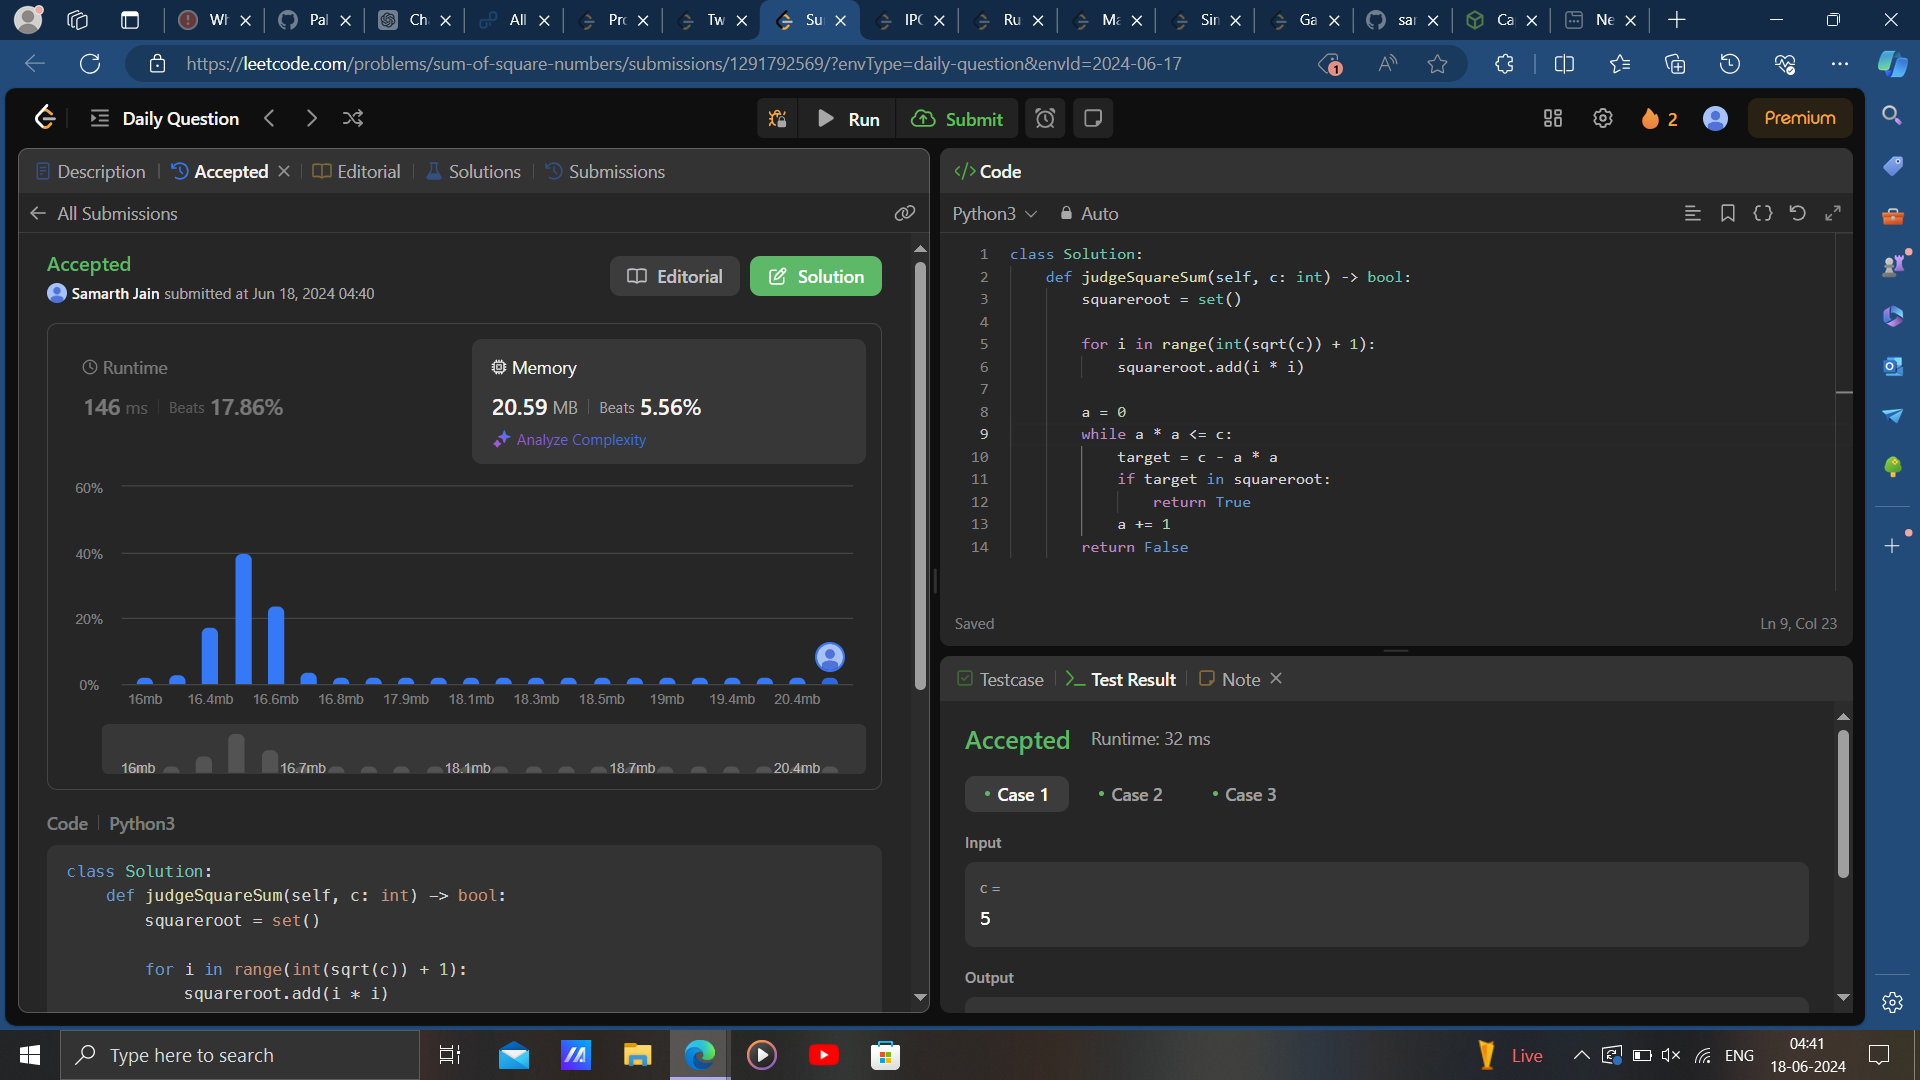 Wh
Pal
Ch
All
Pro
Tw
Su
IPC
Ru
Ma
Sin
Ga
sar
Ca
Ne
https://leetcode.com/problems/sum-of-square-numbers/submissions/1291792569/?envType=daily-question&envId=2024-06-17
1
Daily Question
Run
Submit
2
Premium
Description
Accepted
Editorial
Solutions
Submissions
All Submissions
Accepted
Samarth Jain submitted at Jun 18, 2024 04:40
Editorial
Solution
Runtime
146 ms
Beats 17.86%
Memory
20.59 MB
Beats 5.56%
Analyze Complexity
60%
40%
20%
0%
16mb 16.4mb 16.6mb 16.8mb 17.9mb 18.1mb 18.3mb 18.5mb 19mb 19.4mb 20.4mb
16mb 16.7mb 18.1mb 18.7mb 20.4mb
Code
Python3
class Solution:
def judgeSquareSum(self, c: int) -> bool:
squareroot = set()
for i in range(int(sqrt(c)) + 1):
squareroot.add(i * i)
Code
Python3
Auto
1 class Solution:
2 def judgeSquareSum(self, c: int) -> bool:
3 squareroot = set()
4
5 for i in range(int(sqrt(c)) + 1):
6 squareroot.add(i * i)
7
8 a = 0
9 while a * a <= c:
10 target = c - a * a
11 if target in squareroot:
12 return True
13 a += 1
14 return False
Saved
Ln 9, Col 23
Testcase
Test Result
Note
Accepted
Runtime: 32 ms
Case 1
Case 2
Case 3
Input
c =
5
Output
Type here to search
Live
ENG
04:41
18-06-2024